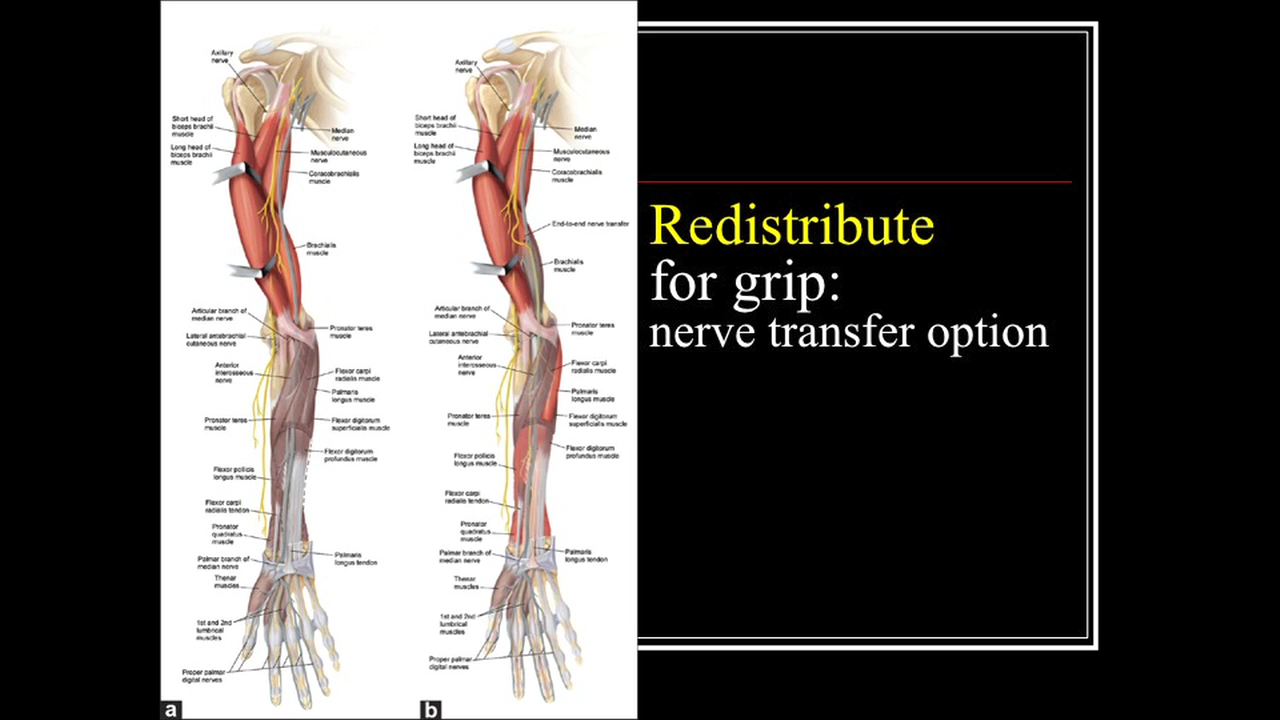 Axillary
nerve
Short head of
biceps brachii
muscle
Long head of
biceps brachii
muscle
Median
nerve
Musculocutaneous
nerve
Coracobrachialis
muscle
Brachialis
muscle
Articular branch of
median nerve
Lateral antebrachial
cutaneous nerve
Anterior
interosseous
nerve
Pronator teres
muscle
Flexor carpi
radialis muscle
Palmaris
longus muscle
Pronator teres
muscle
Flexor digitorum
superficialis muscle
Flexor digitorum
profundus muscle
Flexor pollicis
longus muscle
Flexor carpi
radialis tendon
Pronator
quadratus
muscle
Palmar branch of
median nerve
Palmaris
longus tendon
Thenar
muscles
1st and 2nd
lumbrical
muscles
Proper palmar
digital nerves
a
Axillary
nerve
Short head of
biceps brachii
muscle
Long head of
biceps brachii
muscle
Median
nerve
Musculocutaneous
nerve
Coracobrachialis
muscle
End-to-end nerve transfer
Brachialis
muscle
Articular branch of
median nerve
Lateral antebrachial
cutaneous nerve
Anterior
interosseous
nerve
Pronator teres
muscle
Flexor carpi
radialis muscle
Palmaris
longus muscle
Pronator teres
muscle
Flexor digitorum
superficialis muscle
Flexor digitorum
profundus muscle
Flexor pollicis
longus muscle
Flexor carpi
radialis tendon
Pronator
quadratus
muscle
Palmar branch of
median nerve
Palmaris
longus tendon
Thenar
muscles
1st and 2nd
lumbrical
muscles
Proper palmar
digital nerves
b
Redistribute
for grip:
nerve transfer option